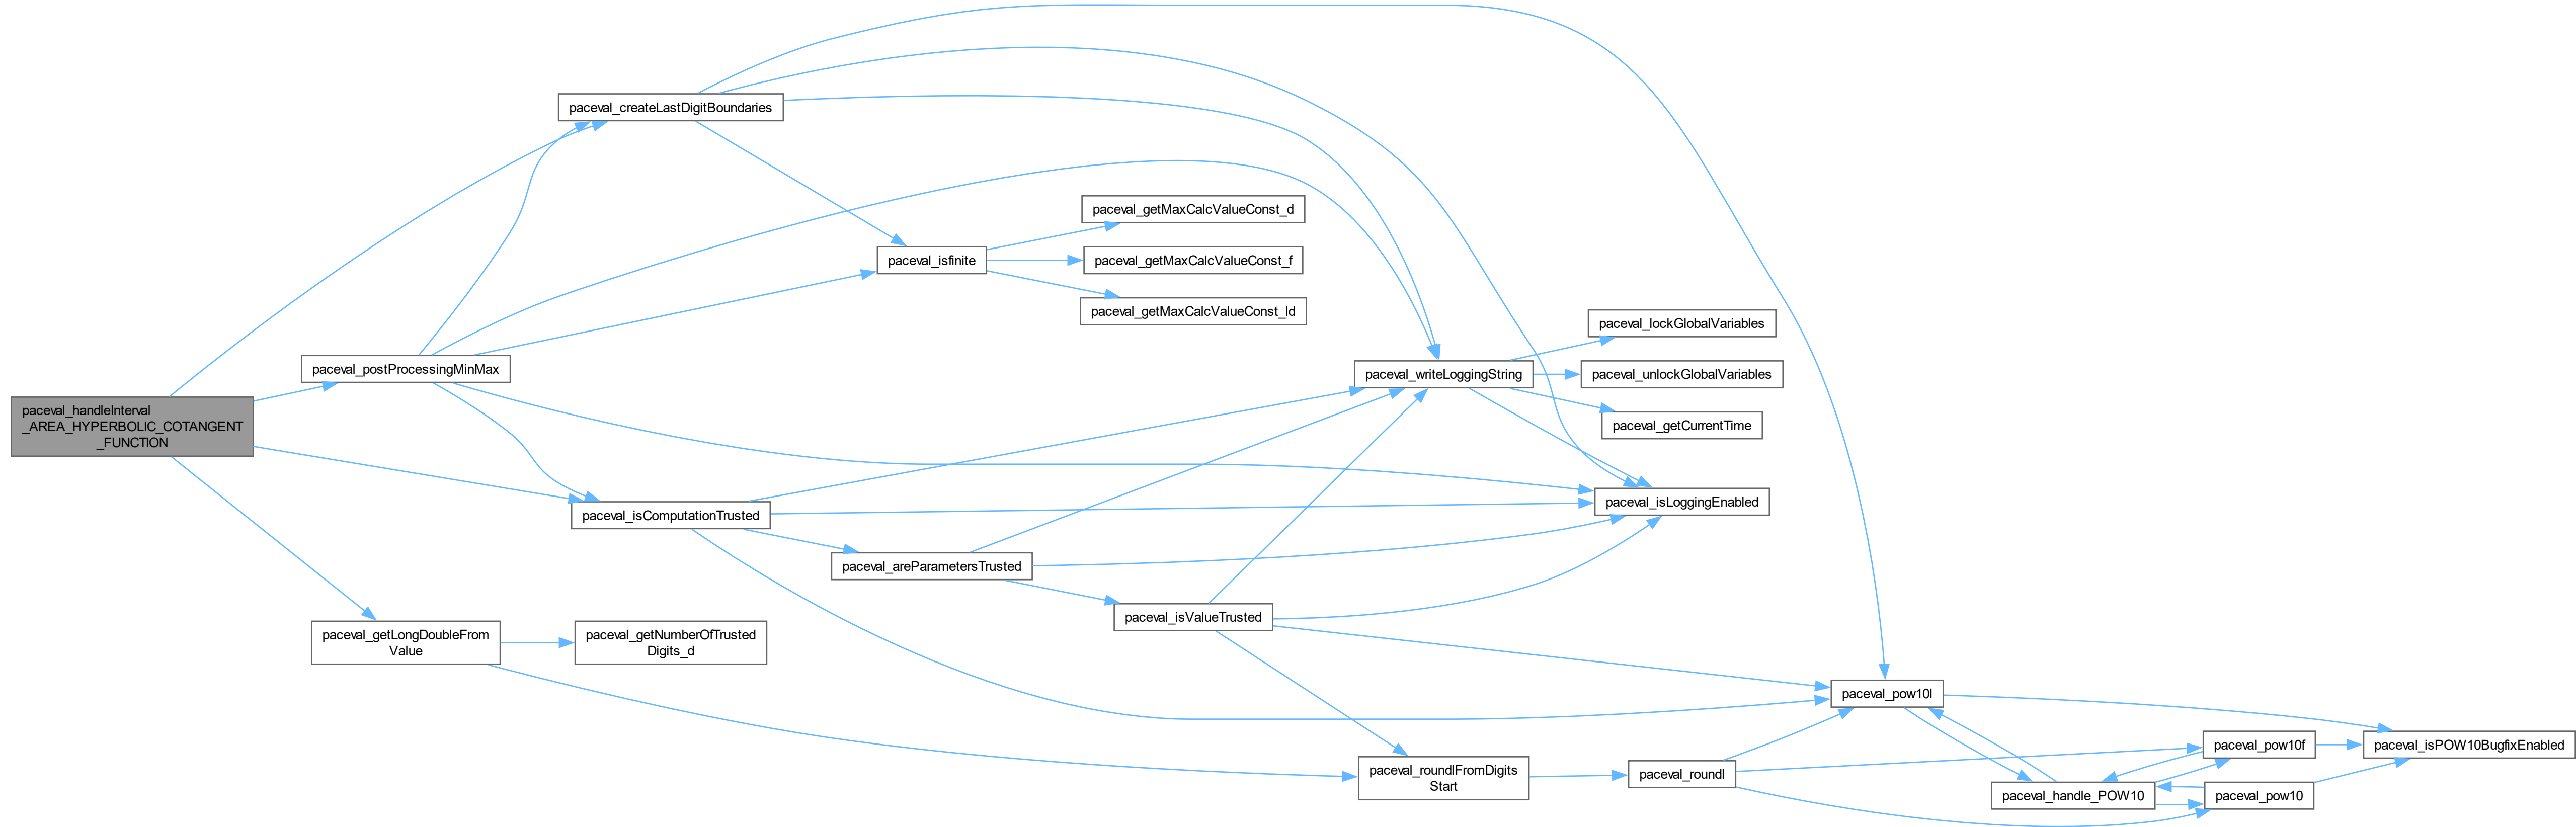 paceval_createLastDigitBoundaries
paceval_getMaxCalcValueConst_d
paceval_isfinite
paceval_getMaxCalcValueConst_f
paceval_getMaxCalcValueConst_ld
paceval_lockGlobalVariables
paceval_postProcessingMinMax
paceval_writeLoggingString
paceval_unlockGlobalVariables
paceval_handleInterval
_AREA_HYPERBOLIC_COTANGENT
_FUNCTION
paceval_getCurrentTime
paceval_isComputationTrusted
paceval_isLoggingEnabled
paceval_areParametersTrusted
paceval_isValueTrusted
paceval_getLongDoubleFrom
Value
paceval_getNumberOfTrusted
Digits_d
paceval_pow10l
paceval_roundlFromDigits
Start
paceval_roundl
paceval_pow10f
paceval_isPOW10BugfixEnabled
paceval_handle_POW10
paceval_pow10